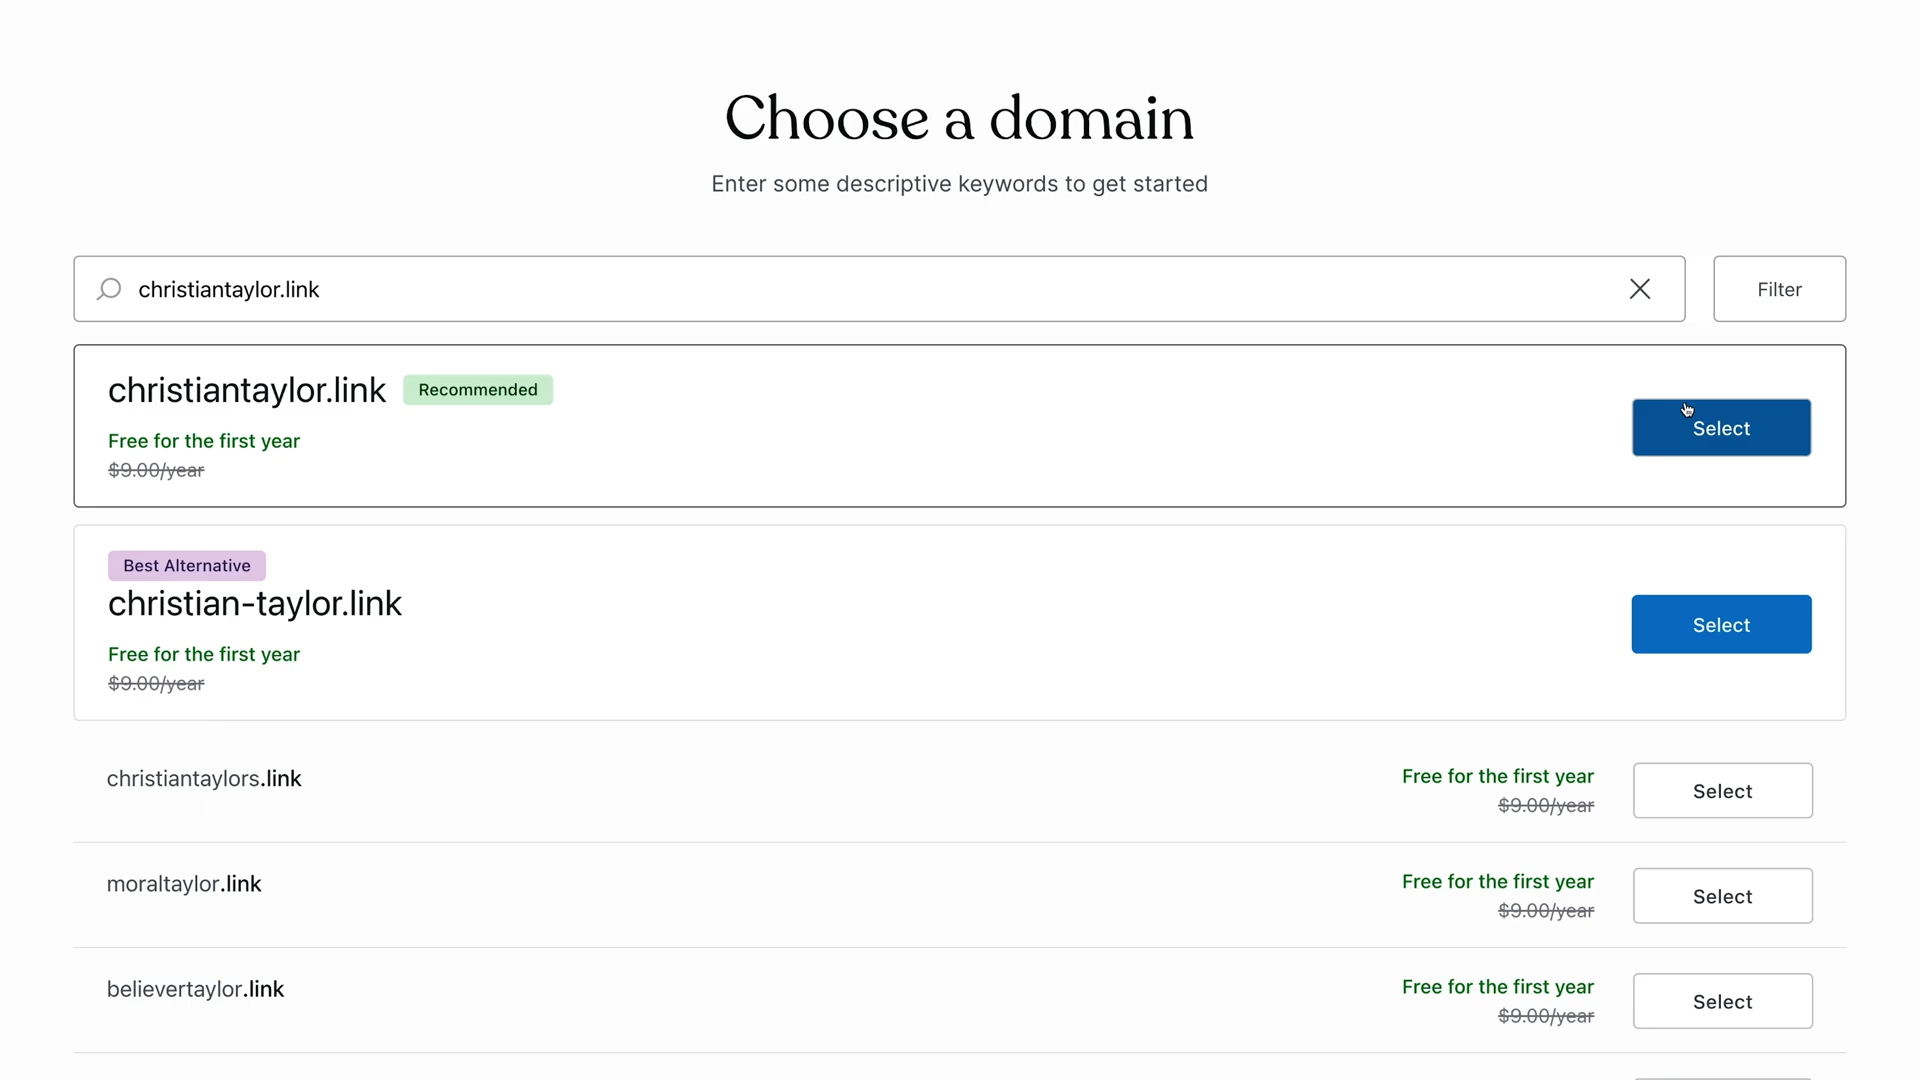 Choose a domain
Enter some descriptive keywords to get started
christiantaylor.link
Filter
christiantaylor.link Recommended
Free for the first year
$9.00/year
Select
Best Alternative
christian-taylor.link
Free for the first year
$9.00/year
Select
christiantaylors.link
Free for the first year
$9.00/year
Select
moraltaylor.link
Free for the first year
$9.00/year
Select
believertaylor.link
Free for the first year
$9.00/year
Select